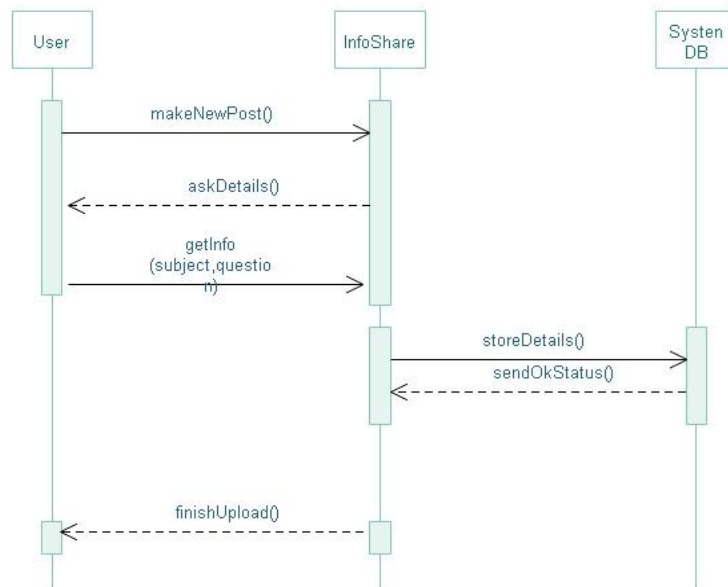 User
InfoShare
Systen
DB
makeNewPost()
askDetails()
getInfo
(subject,questio
n)
storeDetails()
sendOkStatus()
finishUpload()